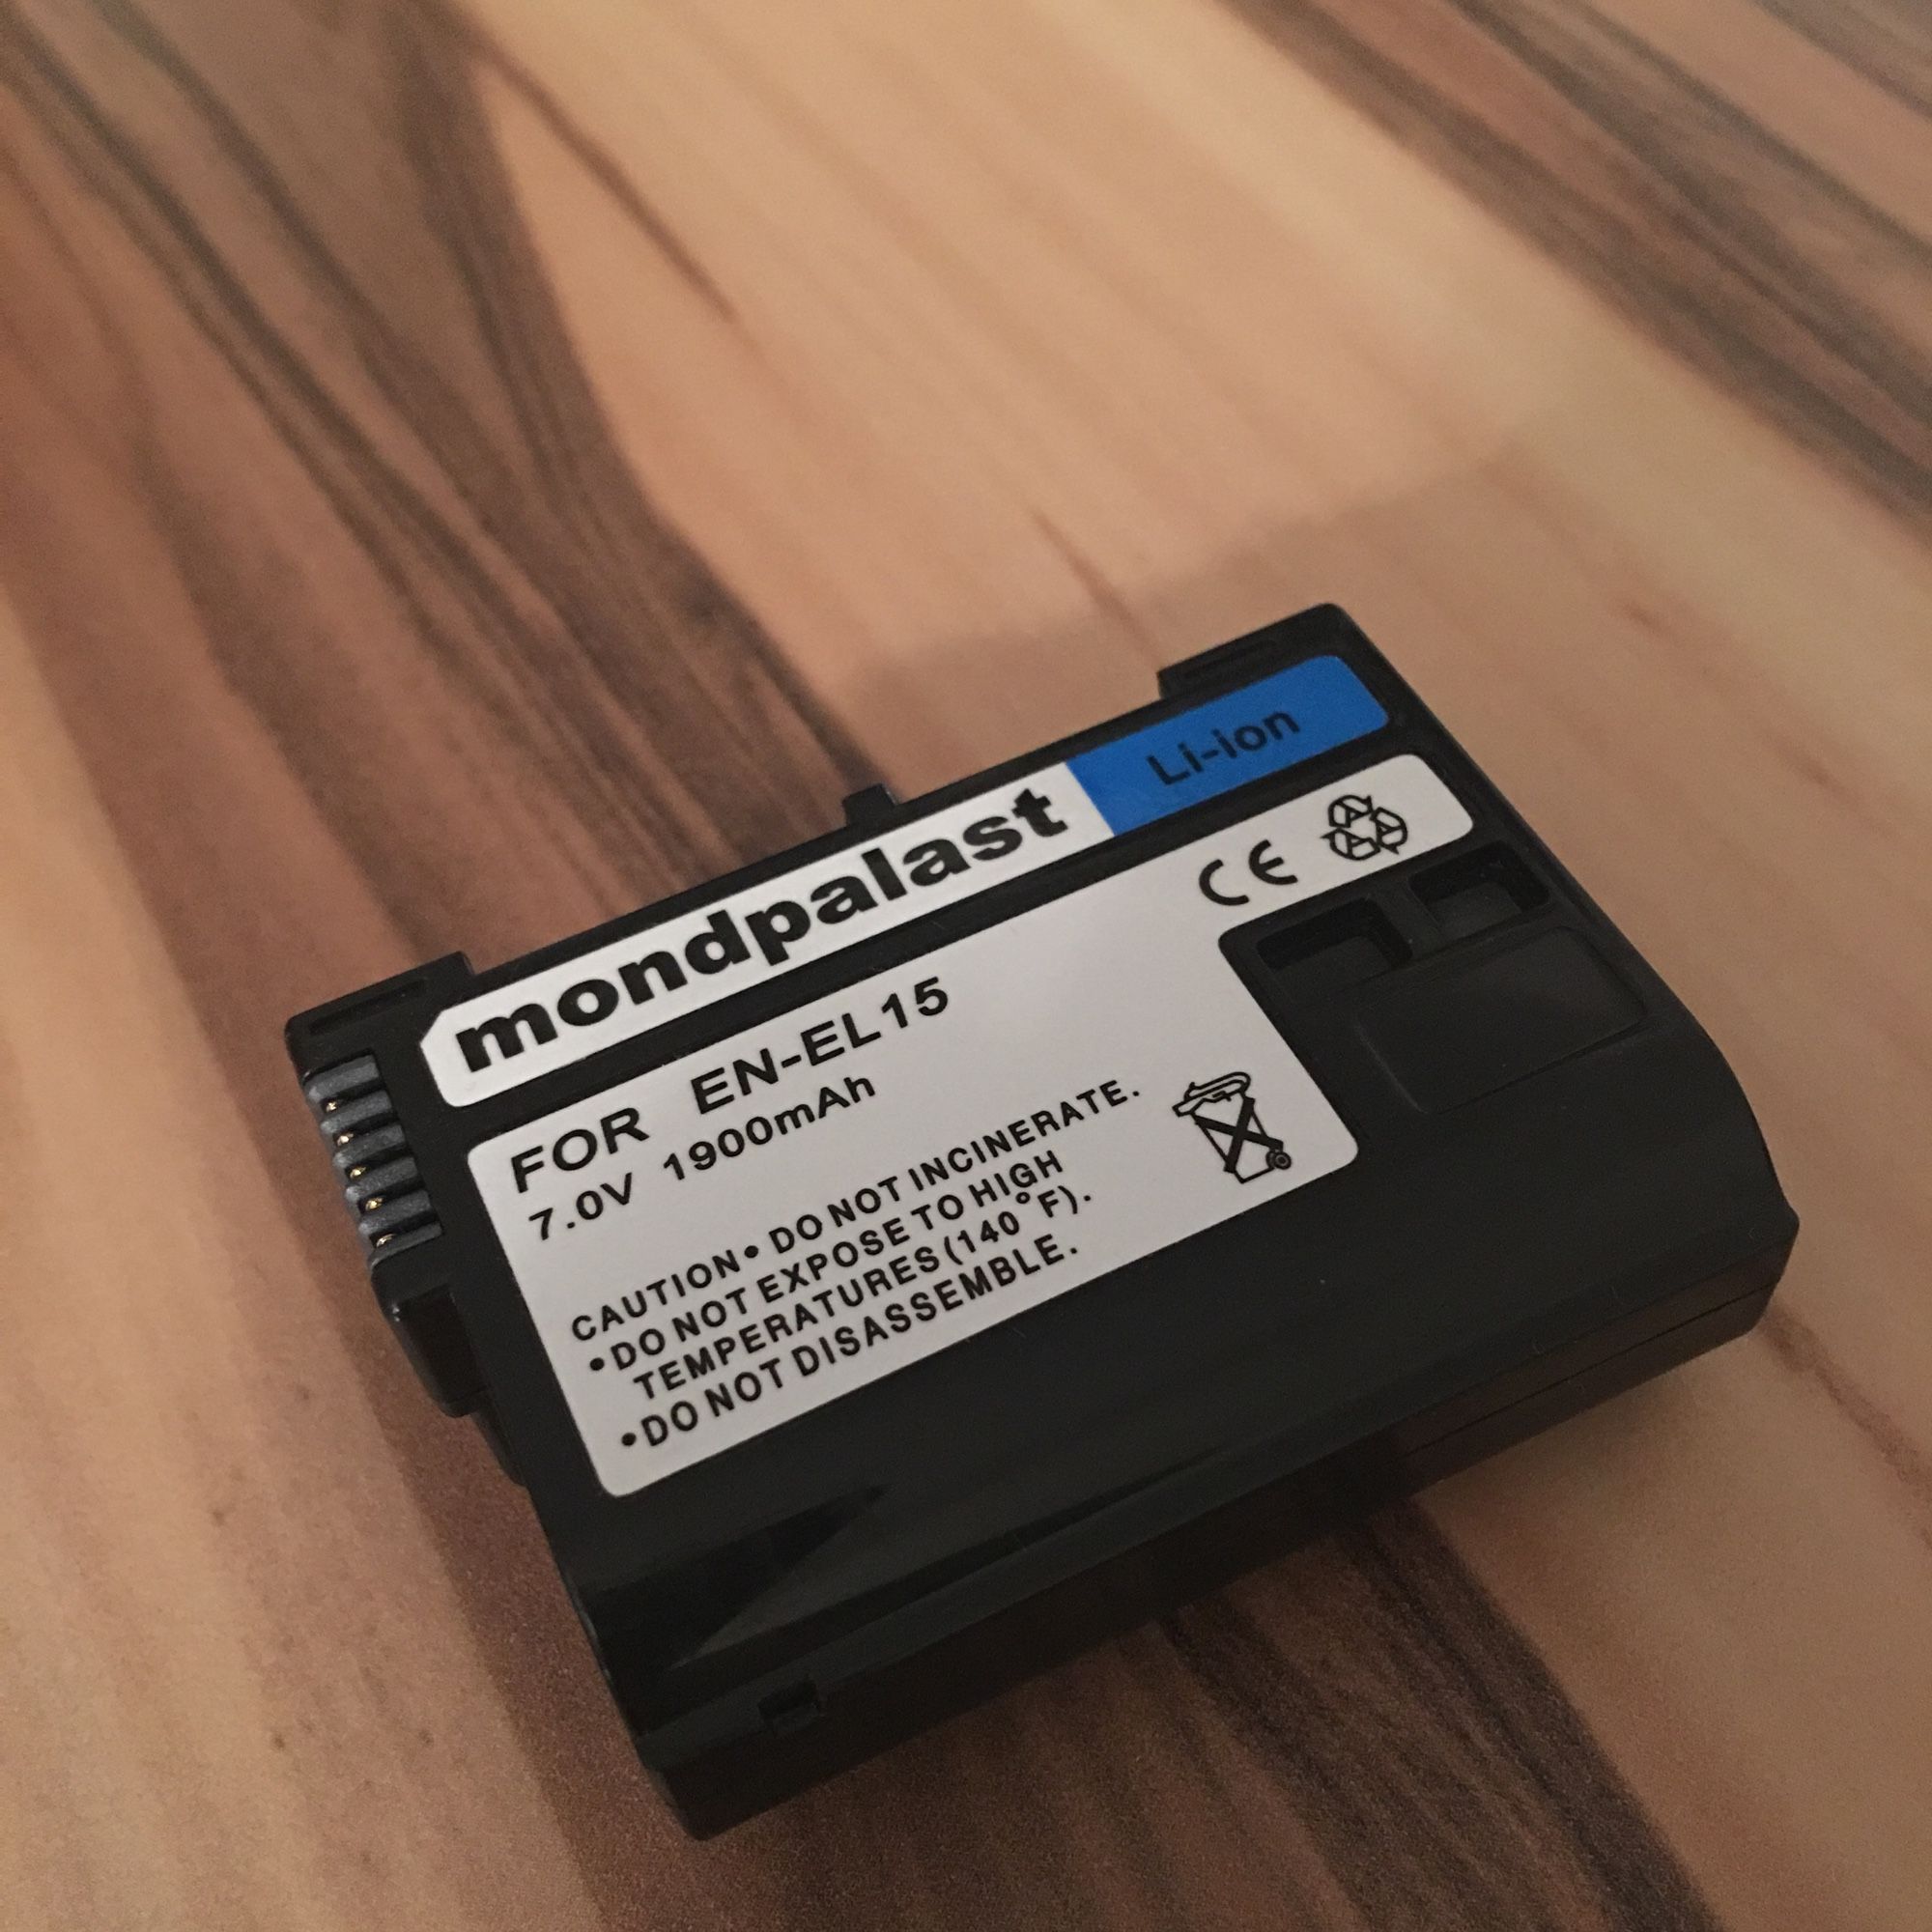 mondpalast Li-ion
FOR EN-EL15
7.0V 1900mAh
CE
CAUTION • DO NOT INCINERATE.
•DO NOT EXPOSE TO HIGH
TEMPERATURES(140°F).
•DO NOT DISASSEMBLE.